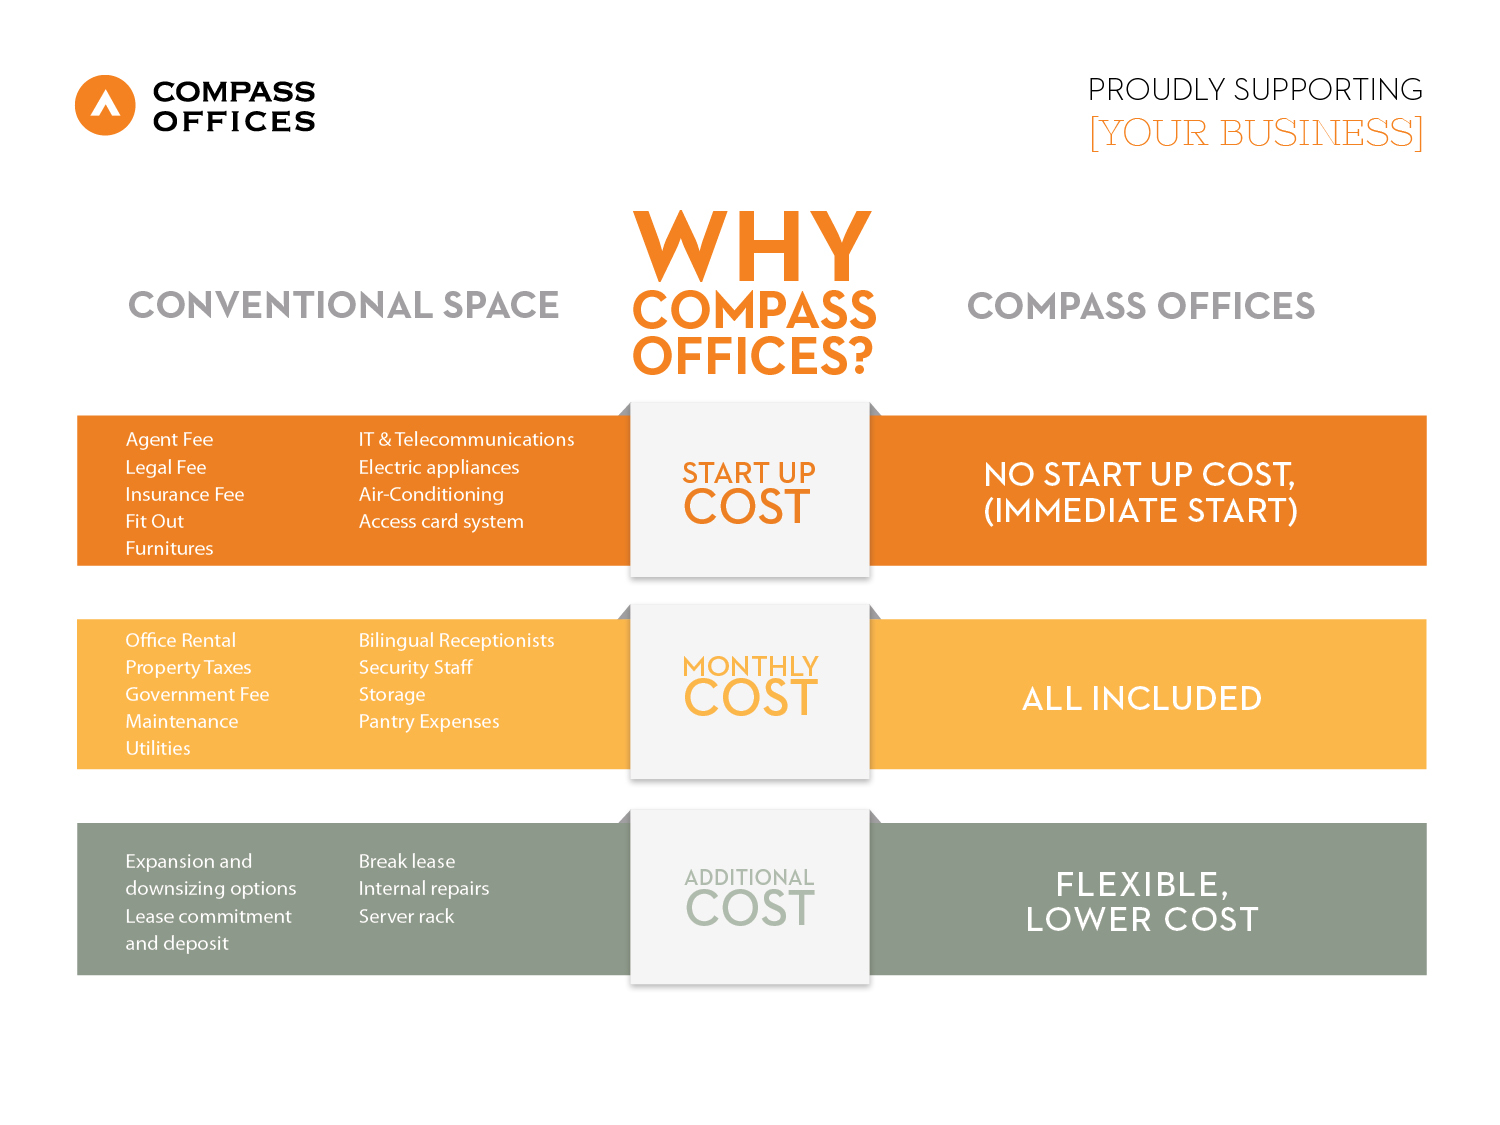 COMPASS
OFFICES
PROUDLY SUPPORTING
[YOUR BUSINESS]
WHY
COMPASS
OFFICES?
CONVENTIONAL SPACE
COMPASS OFFICES
Agent Fee
Legal Fee
Insurance Fee
Fit Out
Furnitures
IT & Telecommunications
Electric appliances
Air-Conditioning
Access card system
START UP
COST
NO START UP COST,
(IMMEDIATE START)
Office Rental
Property Taxes
Government Fee
Maintenance
Utilities
Bilingual Receptionists
Security Staff
Storage
Pantry Expenses
MONTHLY
COST
ALL INCLUDED
Expansion and
downsizing options
Lease commitment
and deposit
Break lease
Internal repairs
Server rack
ADDITIONAL
COST
FLEXIBLE,
LOWER COST